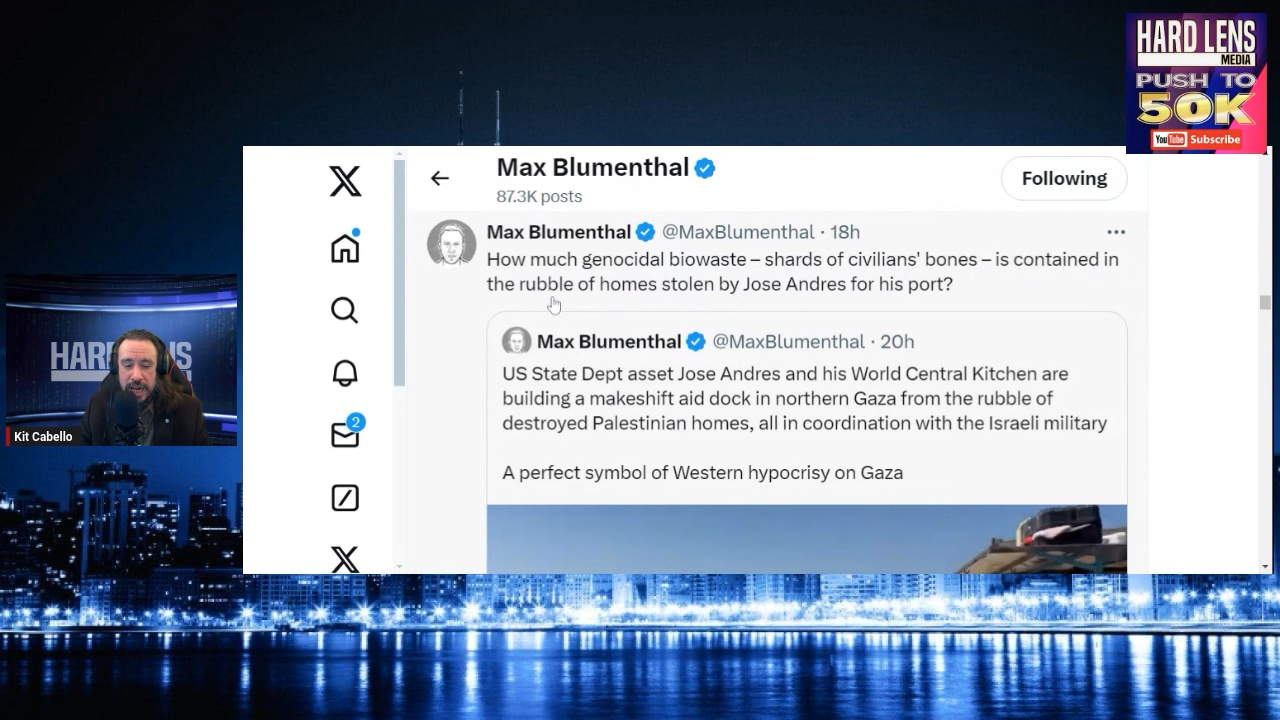 HARD LENS
MEDIA
PUSH TO
50K
YouTube Subscribe
Max Blumenthal
87.3K posts
Following
Max Blumenthal @MaxBlumenthal · 18h
How much genocidal biowaste – shards of civilians' bones – is contained in
the rubble of homes stolen by Jose Andres for his port?
Max Blumenthal @MaxBlumenthal · 20h
US State Dept asset Jose Andres and his World Central Kitchen are
building a makeshift aid dock in northern Gaza from the rubble of
destroyed Palestinian homes, all in coordination with the Israeli military
A perfect symbol of Western hypocrisy on Gaza
2
Kit Cabello